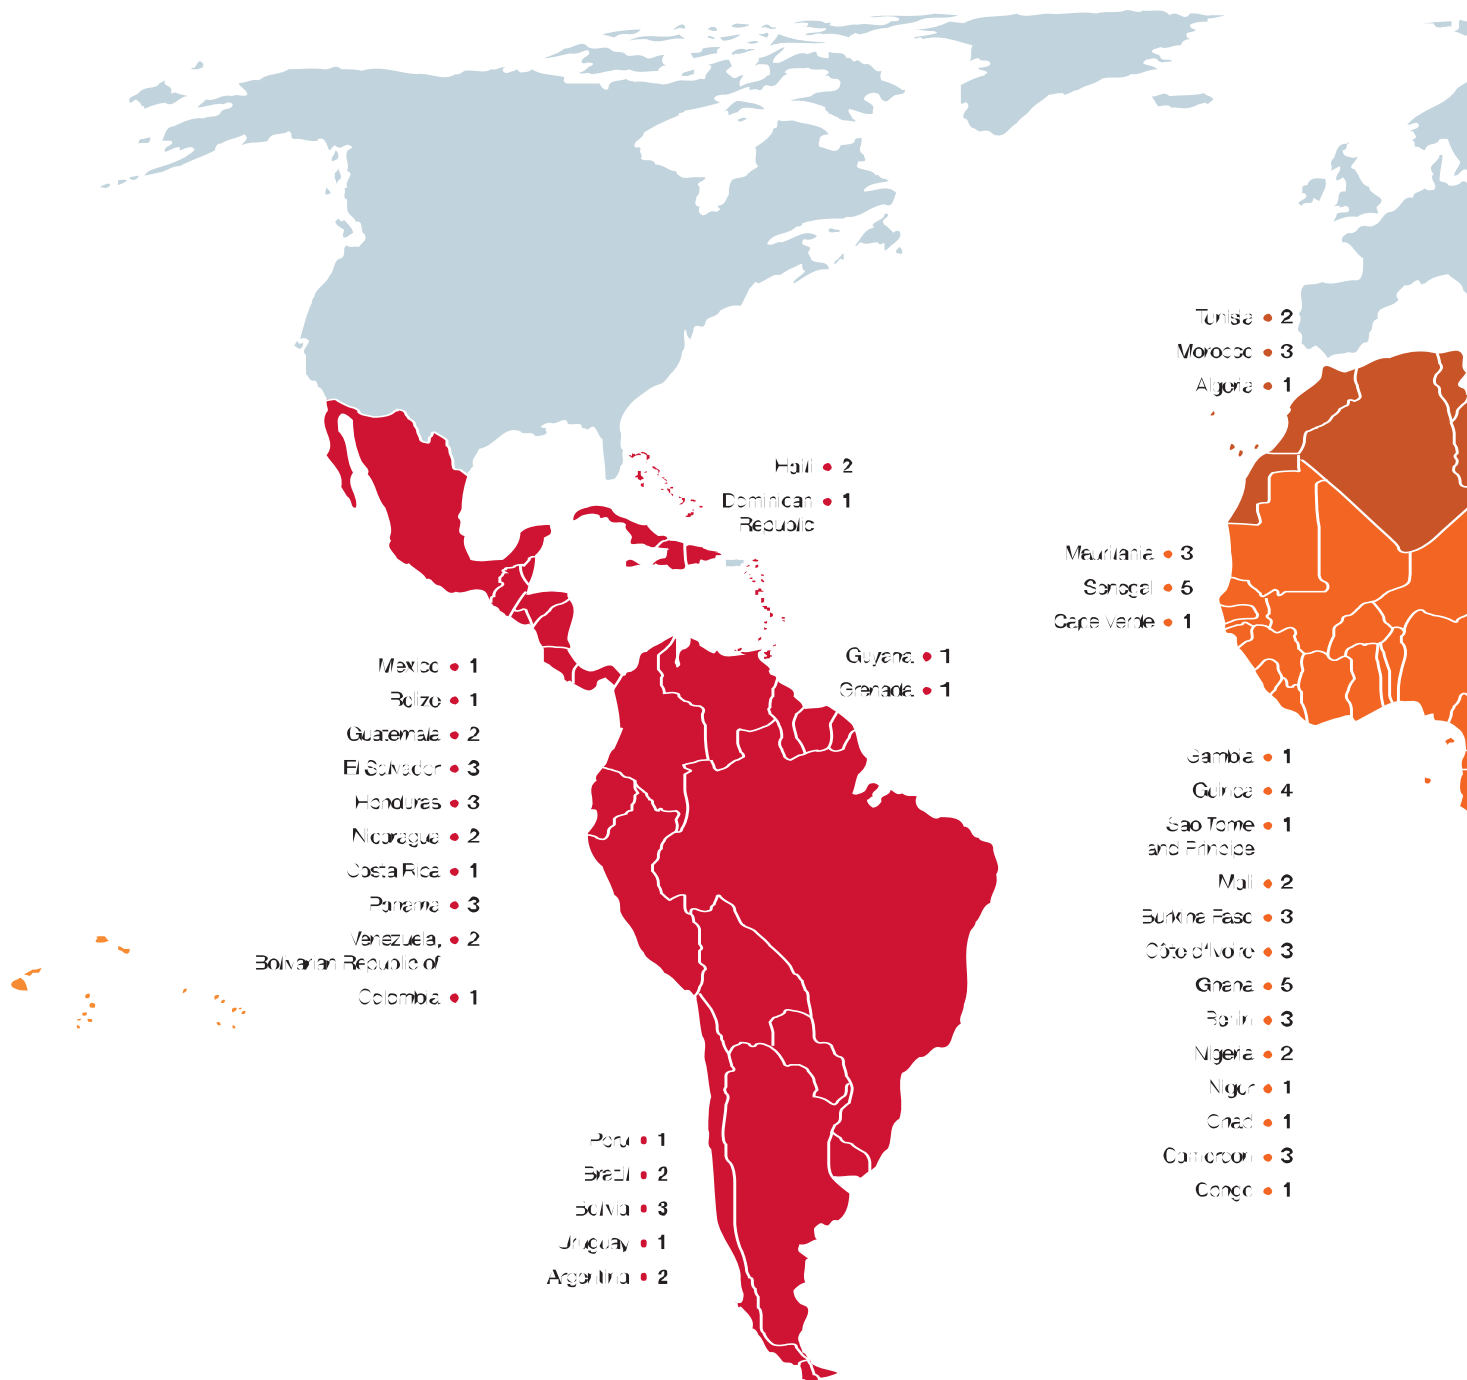 Tunisia • 2
Morocco • 3
Algeria • 1
Haiti • 2
Dominican • 1
Republic
Mauritania • 3
Senegal • 5
Cape Verde • 1
Guyana • 1
Grenada • 1
Mexico • 1
Belize • 1
Guatemala • 2
El Salvador • 3
Honduras • 3
Nicaragua • 2
Costa Rica • 1
Panama • 3
Venezuela, • 2
Bolivarian Republic of
Colombia • 1
Gambia • 1
Guinea • 4
Sao Tome • 1
and Principe
Mali • 2
Burkina Faso • 3
Côte d'Ivoire • 3
Ghana • 5
Benin • 3
Nigeria • 2
Niger • 1
Chad • 1
Cameroon • 3
Congo • 1
Peru • 1
Brazil • 2
Bolivia • 3
Uruguay • 1
Argentina • 2